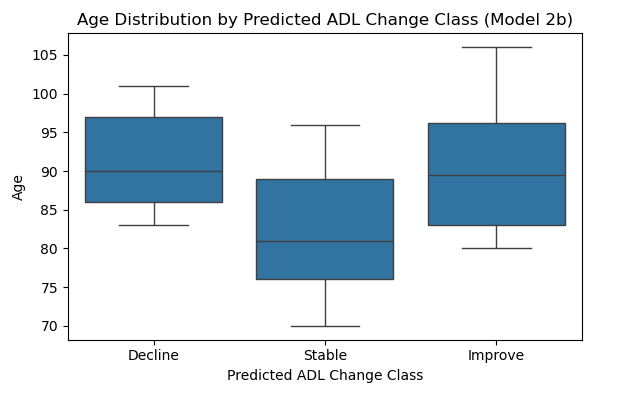 Age Distribution by Predicted ADL Change Class (Model 2b)
105
100
95
90
85
80
75
70
Age
Decline
Stable
Improve
Predicted ADL Change Class